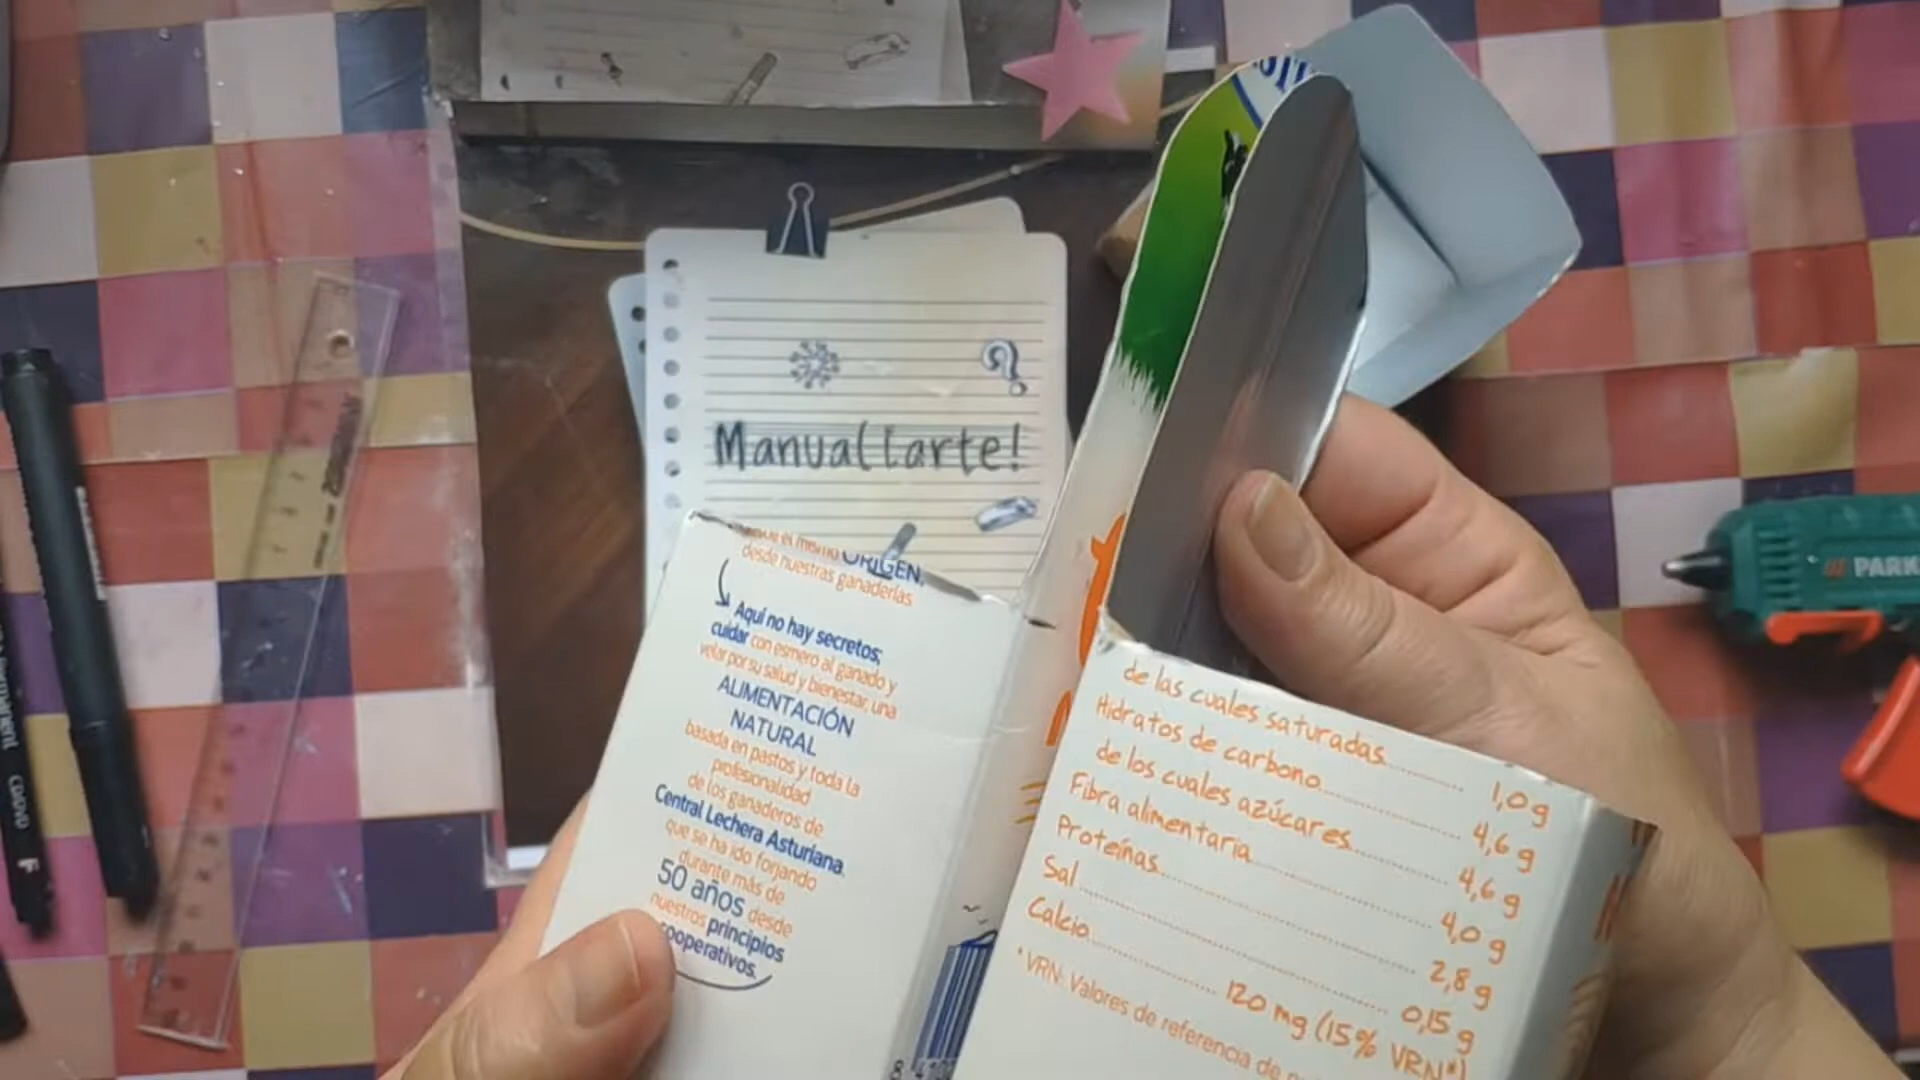 Manualiarte!
ORIGEN,
desde nuestras ganaderías
Aquí no hay secretos;
cuidar con esmero al ganado y
velar por su salud y bienestar, una
ALIMENTACIÓN
NATURAL
basada en pastos y toda la
profesionalidad
de los ganaderos de
Central Lechera Asturiana
que se ha ido forjando
durante más de
50 años desde
nuestros principios
cooperativos.
de las cuales saturadas 1,0 g
Hidratos de carbono 4,6 g
de los cuales azúcares 4,6 g
Fibra alimentaria 4,0 g
Proteínas 2,8 g
Sal 0,15 g
Calcio 120 mg (15% VRN*)
*VRN: Valores de referencia de
PARK
permanent
F